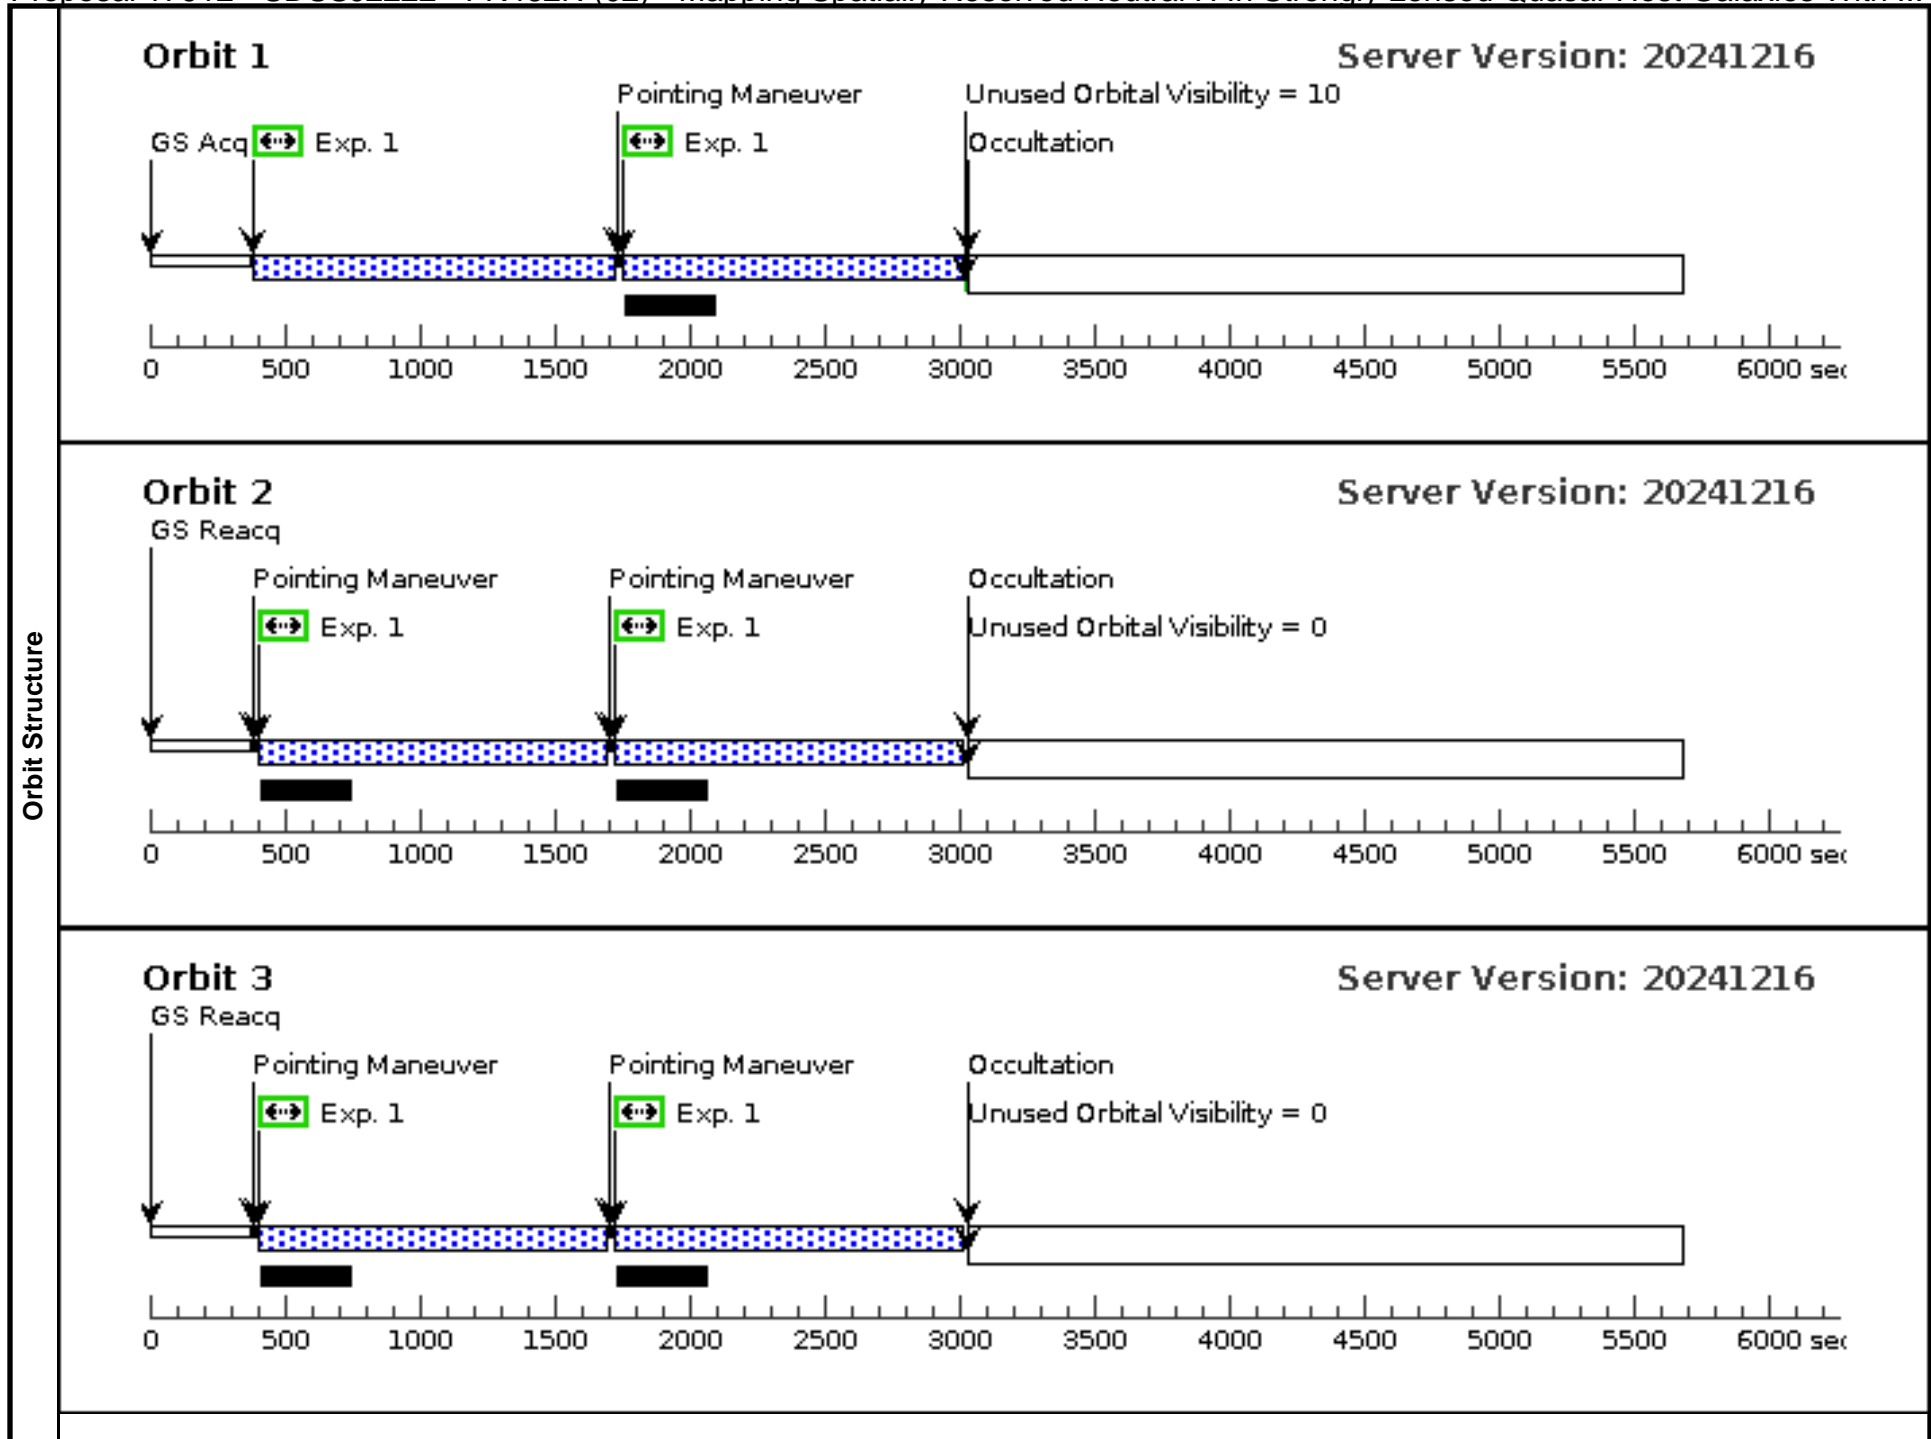 Orbit 1 Server Version: 20241216
Pointing Maneuver Unused Orbital Visibility = 10
GS Acq Exp. 1 Exp. 1 Occultation
0 500 1000 1500 2000 2500 3000 3500 4000 4500 5000 5500 6000
Orbit 2 Server Version: 20241216
GS Reacq
Pointing Maneuver Pointing Maneuver Occultation
Exp. 1 Exp. 1 Unused Orbital Visibility = 0
0 500 1000 1500 2000 2500 3000 3500 4000 4500 5000 5500 6000
Orbit Structure
Orbit 3 Server Version: 20241216
GS Reacq
Pointing Maneuver Pointing Maneuver Occultation
Exp. 1 Exp. 1 Unused Orbital Visibility = 0
0 500 1000 1500 2000 2500 3000 3500 4000 4500 5000 5500 6000